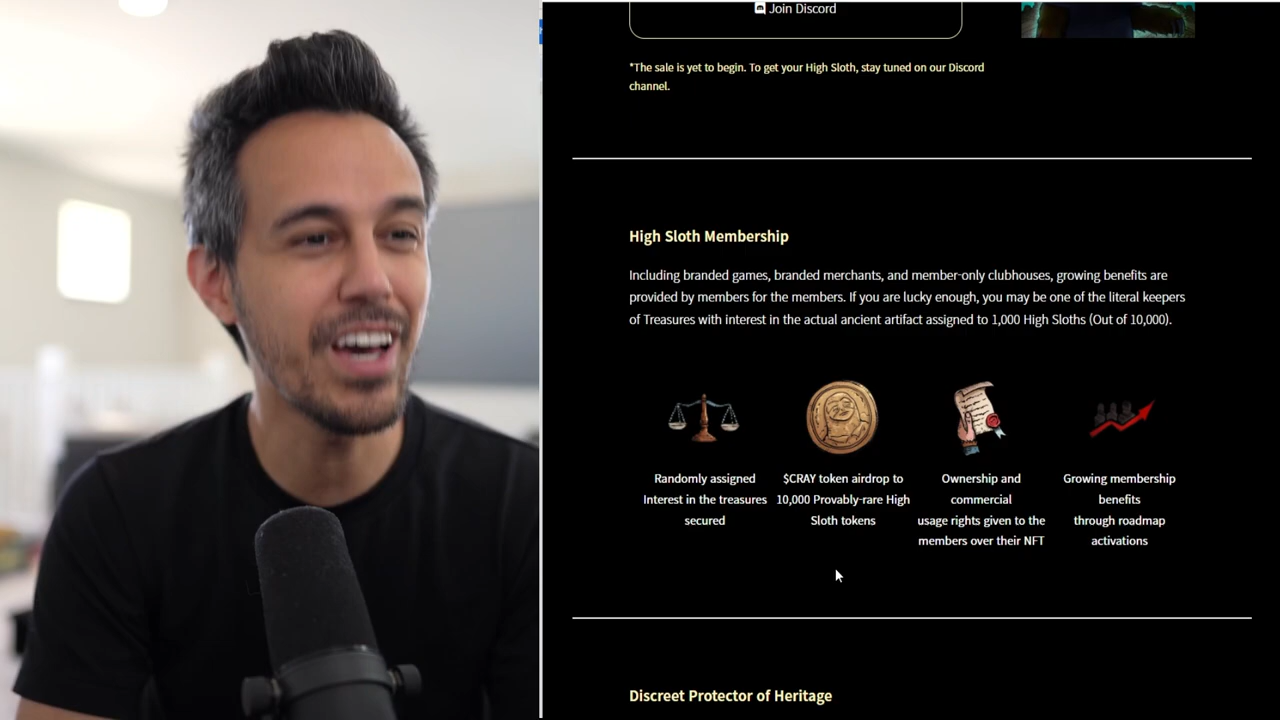 Join Discord
*The sale is yet to begin. To get your High Sloth, stay tuned on our Discord
channel.
High Sloth Membership
Including branded games, branded merchants, and member-only clubhouses, growing benefits are
provided by members for the members. If you are lucky enough, you may be one of the literal keepers
of Treasures with interest in the actual ancient artifact assigned to 1,000 High Sloths (Out of 10,000).
Randomly assigned
Interest in the treasures
secured
$CRAY token airdrop to
10,000 Provably-rare High
Sloth tokens
Ownership and
commercial
usage rights given to the
members over their NFT
Growing membership
benefits
through roadmap
activations
Discreet Protector of Heritage